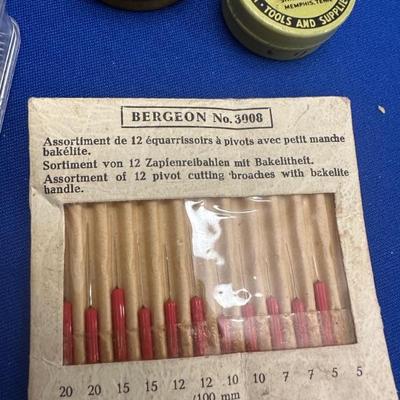 MEMPHIS, TENN.
TOOLS AND SUPPLIES
BERGEON No. 3008
Assortiment de 12 équarrissoirs à pivots avec petit manche
bakélite.
Sortiment von 12 Zapfenreibahlen mit Bakelitheft.
Assortment of 12 pivot cutting broaches with bakelite
handle.
20 20 15 15 12 12 10 10 7 7 5 5
/100 mm